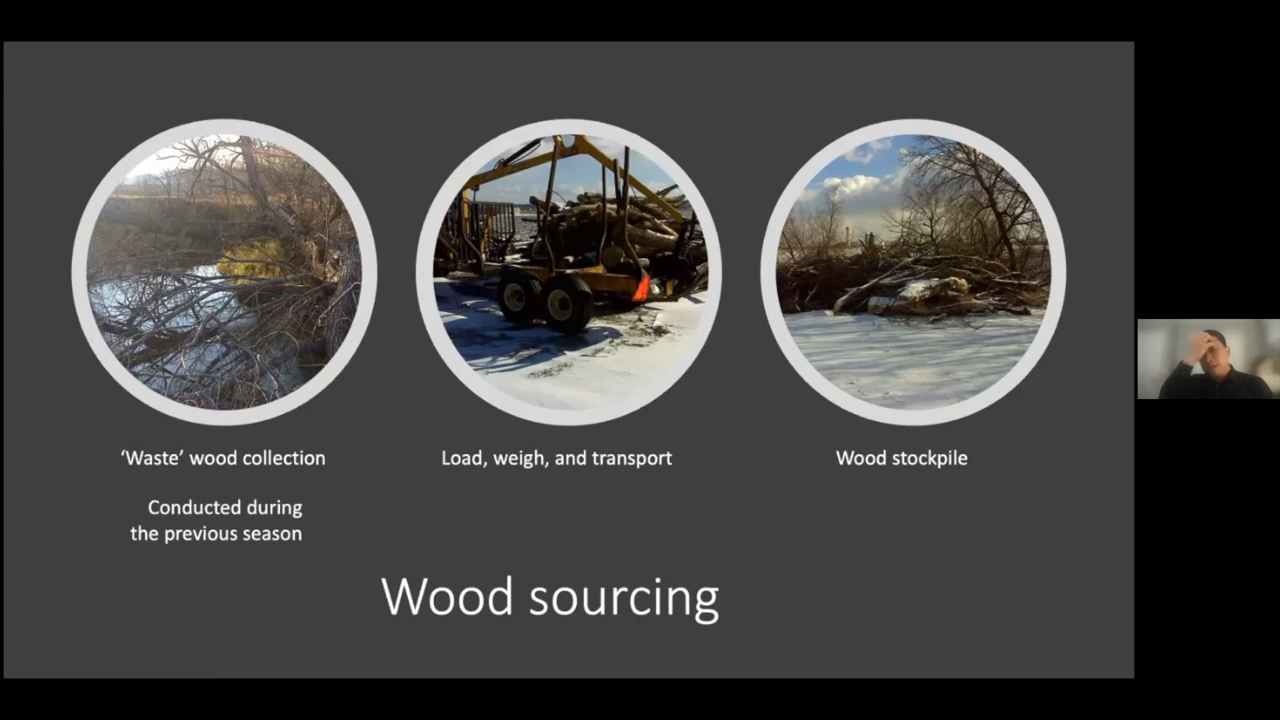 ‘Waste’ wood collection
Load, weigh, and transport
Wood stockpile
Conducted during
the previous season
Wood sourcing